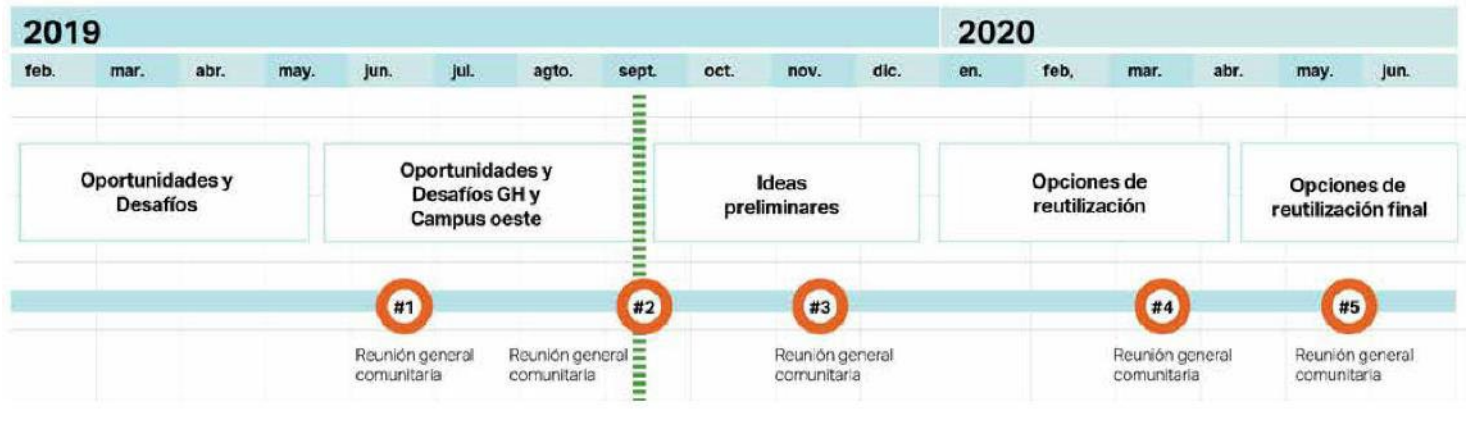 2019 2020
feb. mar. abr. may. jun. jul. agto. sept. oct. nov. dic. en. feb, mar. abr. may. jun.
Oportunidades y
Desafíos
Oportunidades y
Desafíos GH y
Campus oeste
Ideas
preliminares
Opciones de
reutilización
Opciones de
reutilización final
#1 #2 #3 #4 #5
Reunión general
comunitaria
Reunión general
comunitaria
Reunión general
comunitaria
Reunión general
comunitaria
Reunión general
comunitaria